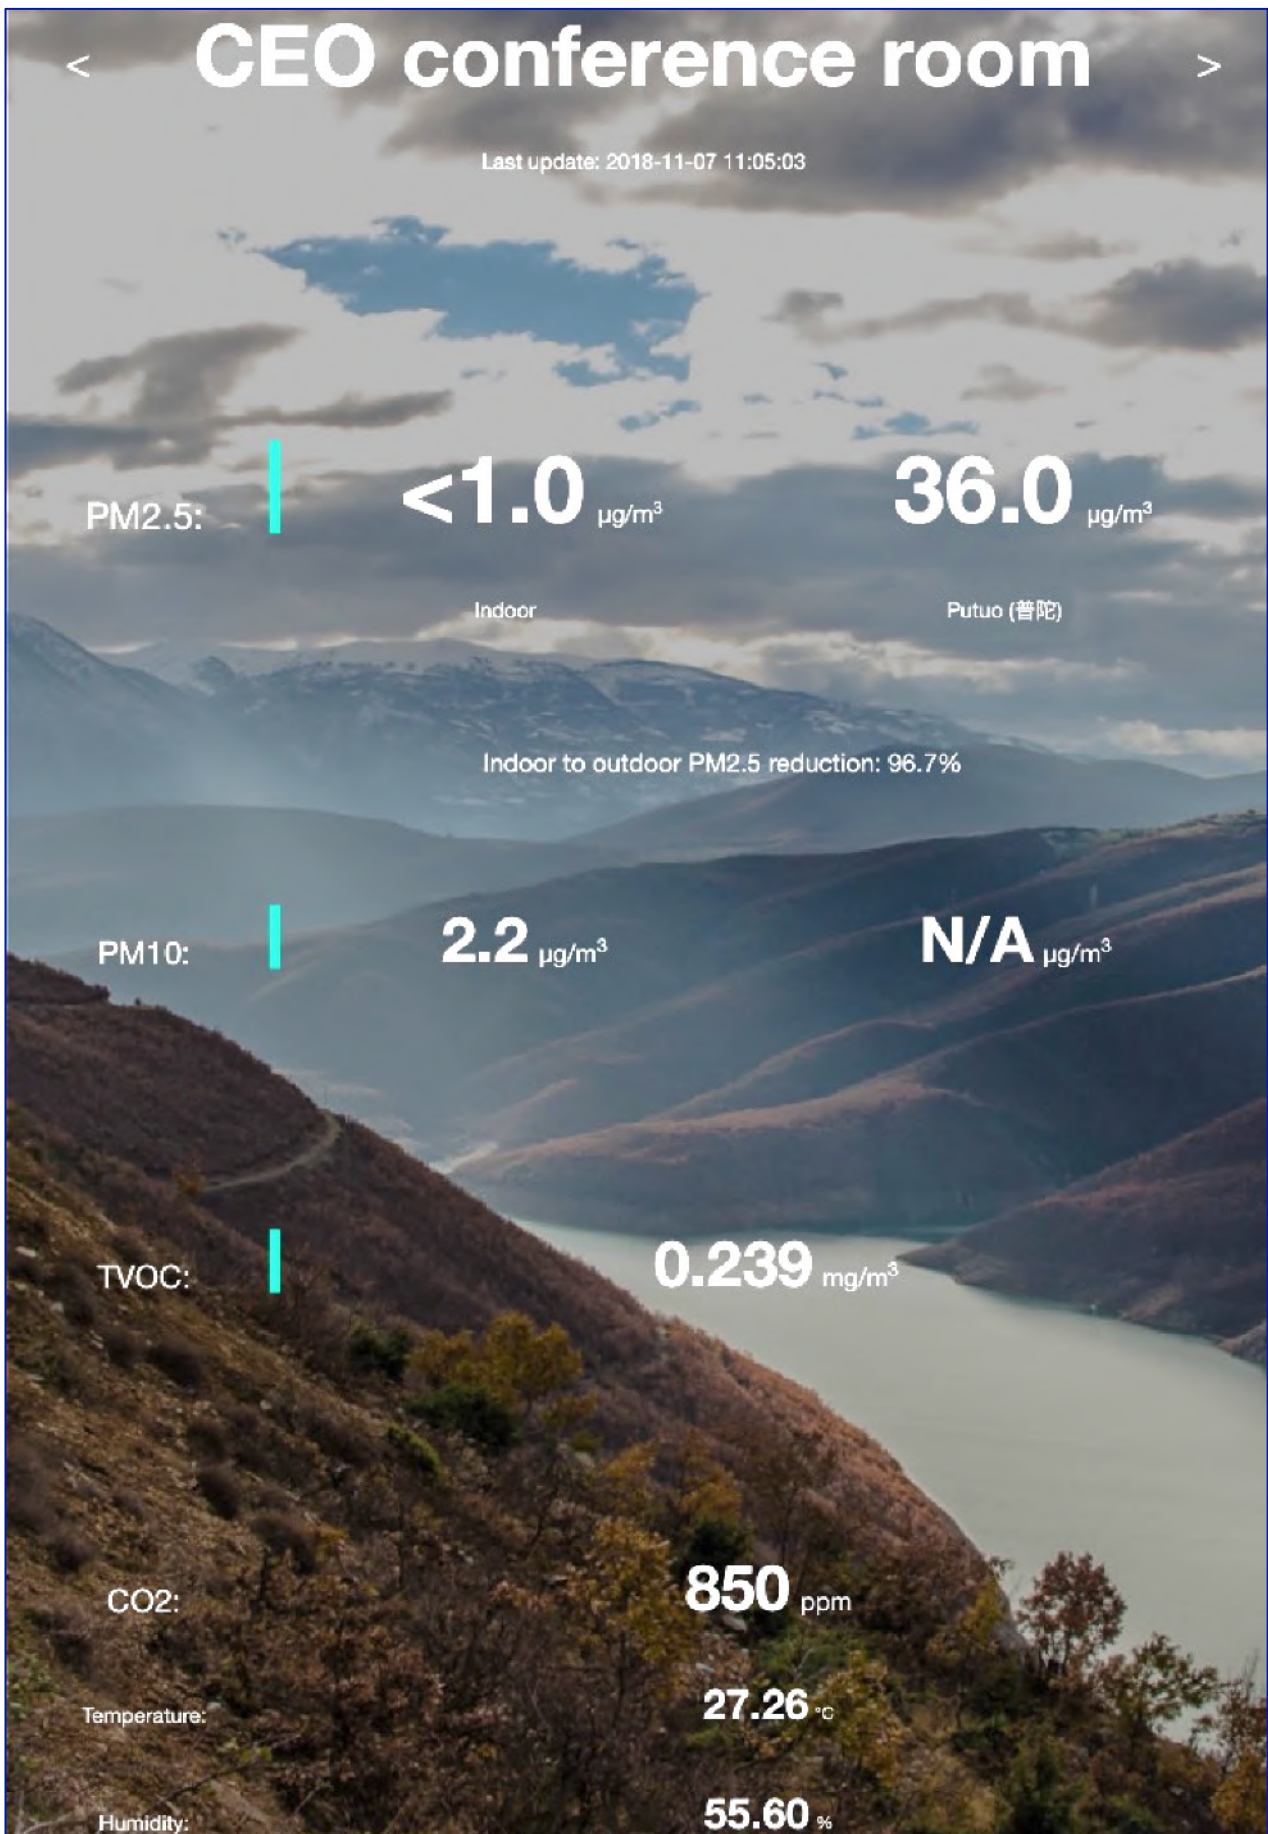 < CEO conference room >
Last update: 2018-11-07 11:05:03
PM2.5: <1.0 μg/m³ 36.0 μg/m³
Indoor Putuo (普陀)
Indoor to outdoor PM2.5 reduction: 96.7%
PM10: 2.2 μg/m³ N/A μg/m³
TVOC: 0.239 mg/m³
CO2: 850 ppm
Temperature: 27.26 °C
Humidity: 55.60 %